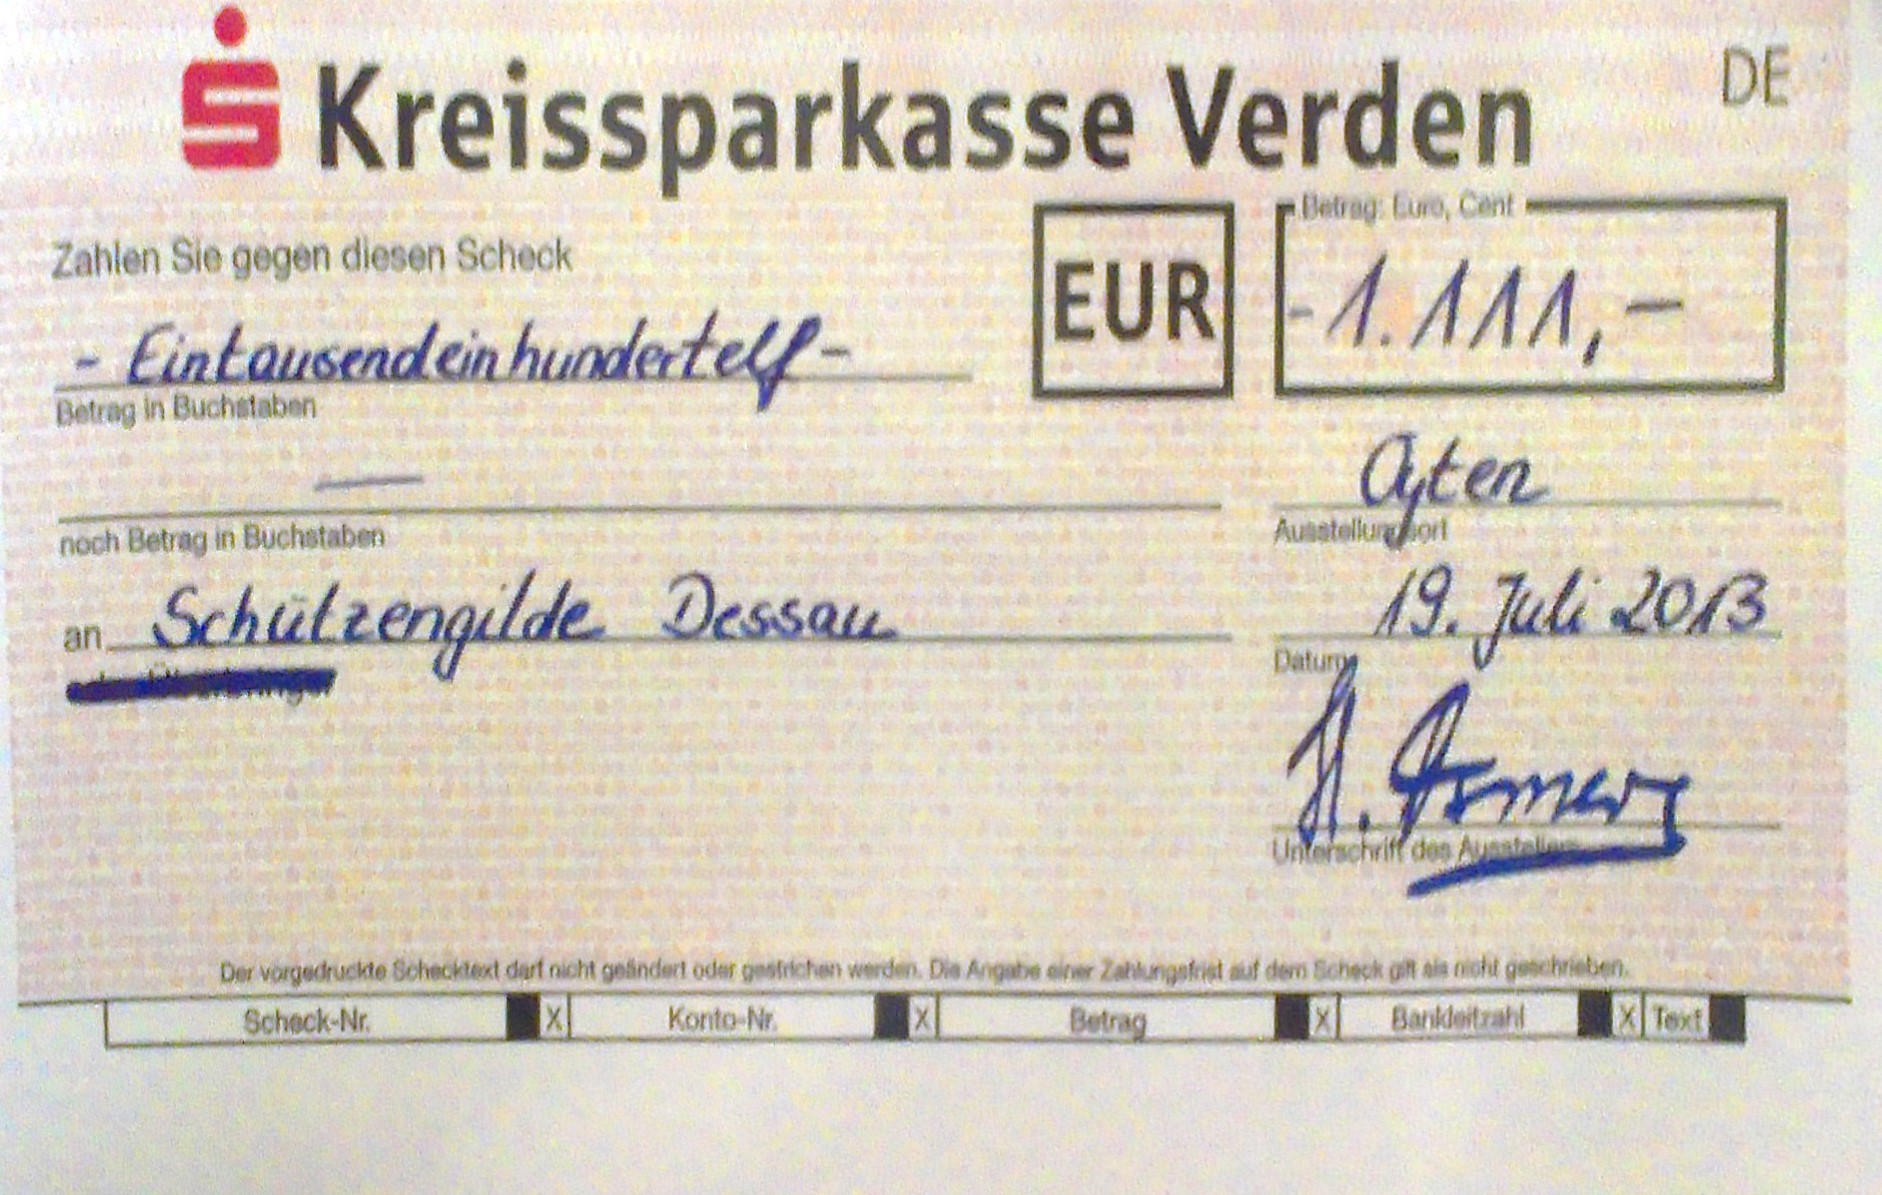 Kreissparkasse Verden
DE
Zahlen Sie gegen diesen Scheck
EUR
Betrag: Euro, Cent
- 1.111, -
- Eintausendeinhundertelf -
Betrag in Buchstaben
—
noch Betrag in Buchstaben
Oyten
Ausstellungsort
an Schützengilde Dessau
19. Juli 2013
Datum
H.
Unterschrift des Ausstellers
Der vorgedruckte Schecktext darf nicht geändert oder gestrichen werden. Die Angabe einer Zahlungsfrist auf dem Scheck gilt als nicht geschrieben.
Scheck-Nr. X Konto-Nr. X Betrag X Bankleitzahl X Text